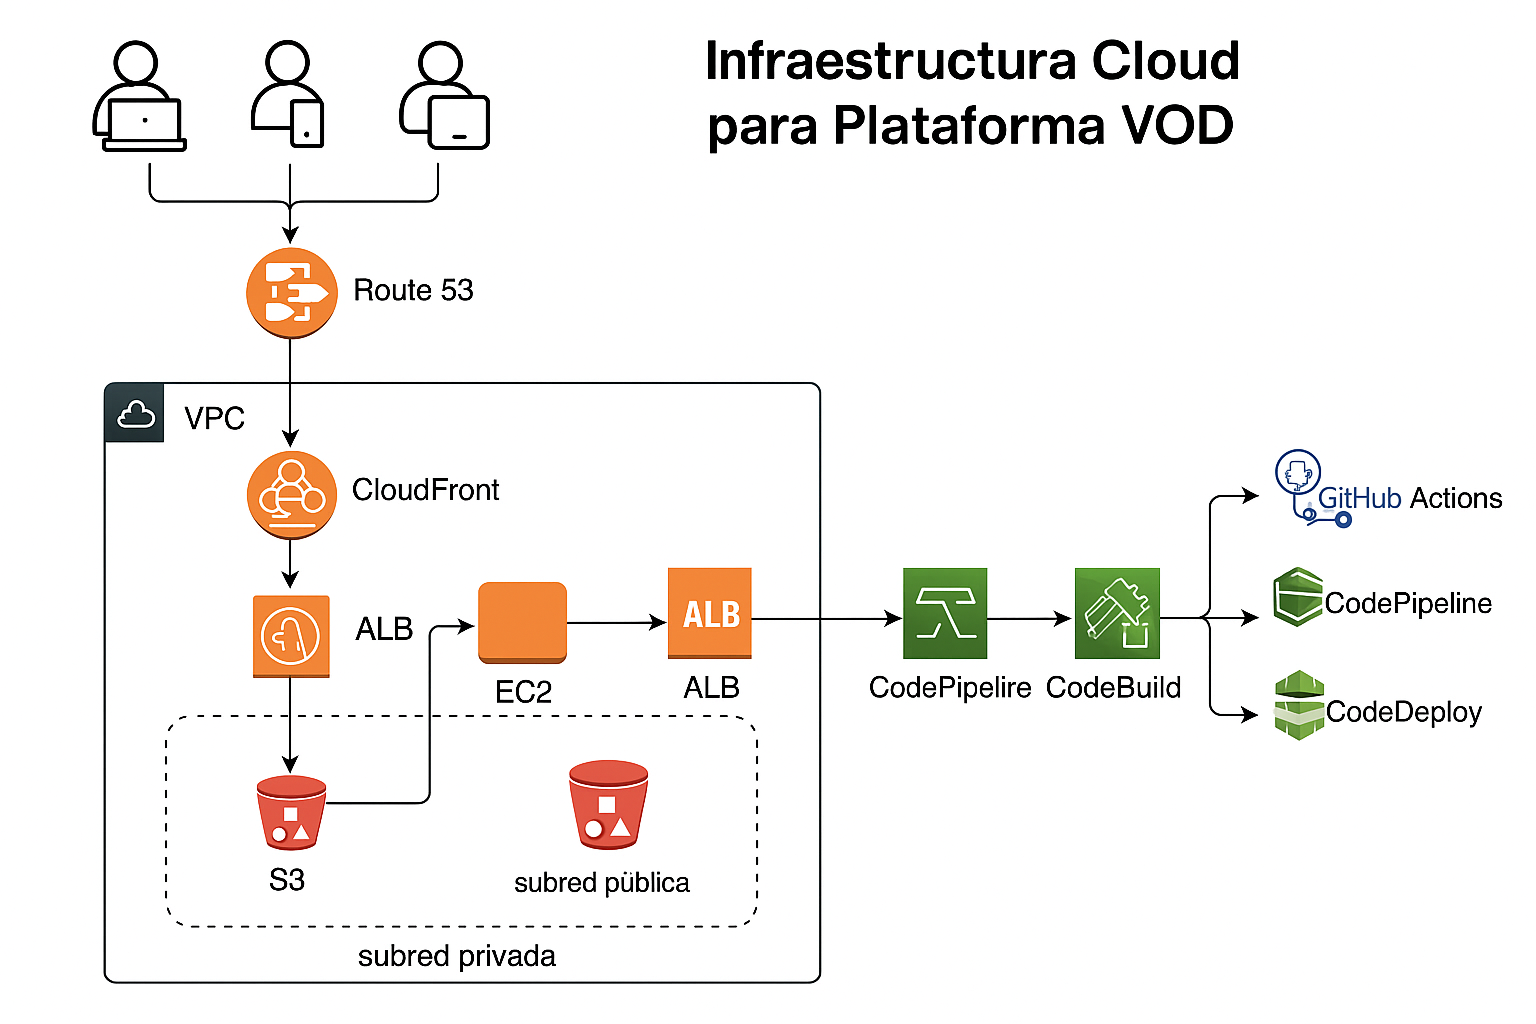 Infraestructura Cloud
para Plataforma VOD
Route 53
VPC
CloudFront
ALB
EC2
ALB
ALB
CodePipelire
CodeBuild
GitHub Actions
CodePipeline
CodeDeploy
S3
subred pública
subred privada